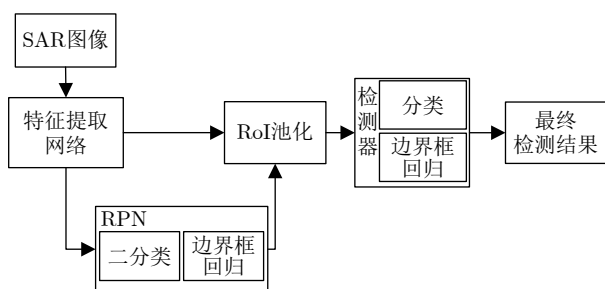 SAR图像
特征提取
网络
RoI池化
检测器
分类
边界框
回归
最终
检测结果
RPN
二分类
边界框
回归